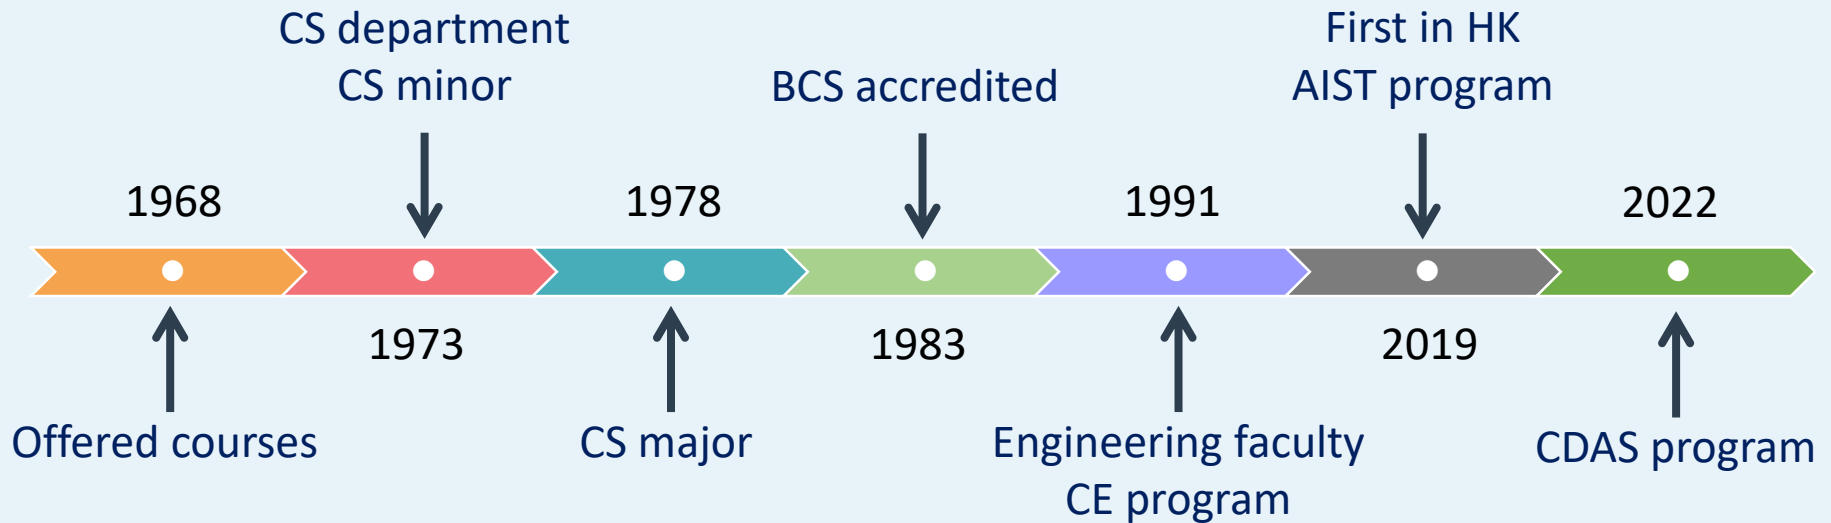 CS department
CS minor
BCS accredited
First in HK
AIST program
1968
1978
1991
2022
1973
1983
2019
Offered courses
CS major
Engineering faculty
CE program
CDAS program